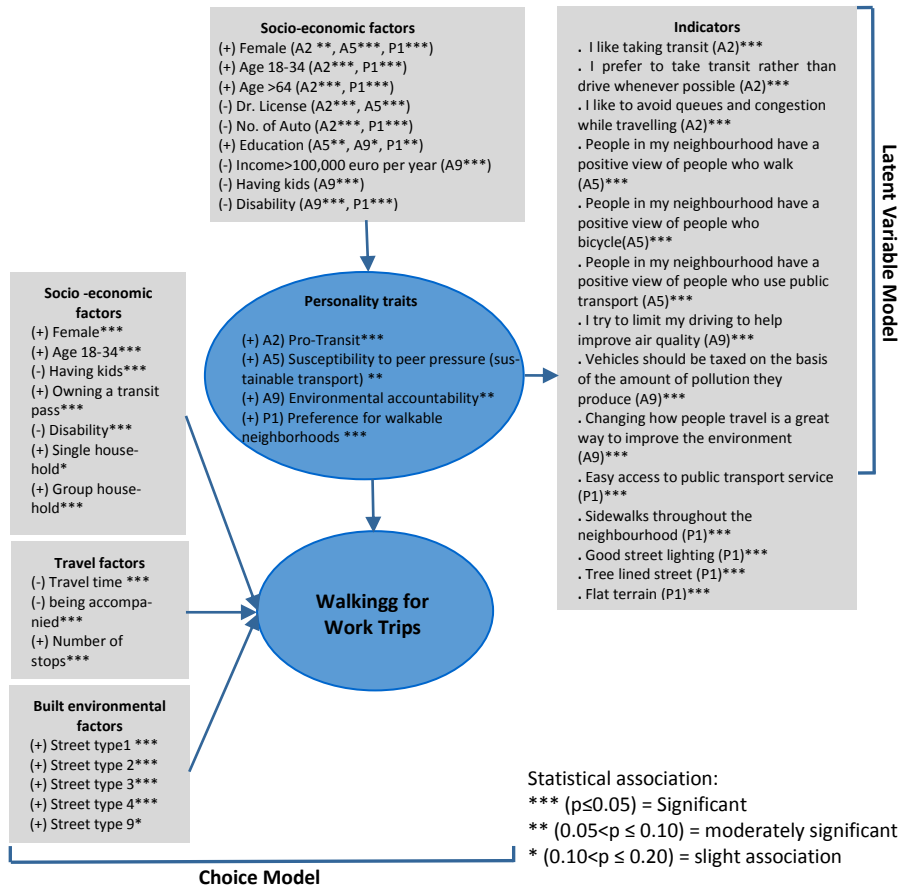 Socio-economic factors
(+) Female (A2 **, A5***, P1***)
(+) Age 18-34 (A2***, P1***)
(+) Age >64 (A2***, P1***)
(-) Dr. License (A2***, A5***)
(-) No. of Auto (A2***, P1***)
(+) Education (A5**, A9*, P1**)
(-) Income>100,000 euro per year (A9***)
(-) Having kids (A9***)
(-) Disability (A9***, P1***)
Indicators
. I like taking transit (A2)***
. I prefer to take transit rather than
drive whenever possible (A2)***
. I like to avoid queues and congestion
while travelling (A2)***
. People in my neighbourhood have a
positive view of people who walk
(A5)***
. People in my neighbourhood have a
positive view of people who
bicycle(A5)***
. People in my neighbourhood have a
positive view of people who use public
transport (A5)***
. I try to limit my driving to help
improve air quality (A9)***
. Vehicles should be taxed on the basis
of the amount of pollution they
produce (A9)***
. Changing how people travel is a great
way to improve the environment
(A9)***
. Easy access to public transport service
(P1)***
. Sidewalks throughout the
neighbourhood (P1)***
. Good street lighting (P1)***
. Tree lined street (P1)***
. Flat terrain (P1)***
Latent Variable Model
Personality traits
(+) A2) Pro-Transit***
(+) A5) Susceptibility to peer pressure (sus-
tainable transport) **
(+) A9) Environmental accountability**
(+) P1) Preference for walkable
neighborhoods ***
Socio -economic
factors
(+) Female***
(+) Age 18-34***
(-) Having kids***
(+) Owning a transit
pass***
(-) Disability***
(+) Single house-
hold*
(+) Group house-
hold***
Travel factors
(-) Travel time ***
(-) being accompa-
nied***
(+) Number of
stops***
Walkingg for
Work Trips
Built environmental
factors
(+) Street type1 ***
(+) Street type 2***
(+) Street type 3***
(+) Street type 4***
(+) Street type 9*
Choice Model
Statistical association:
*** (p≤0.05) = Significant
** (0.05<p ≤ 0.10) = moderately significant
* (0.10<p ≤ 0.20) = slight association